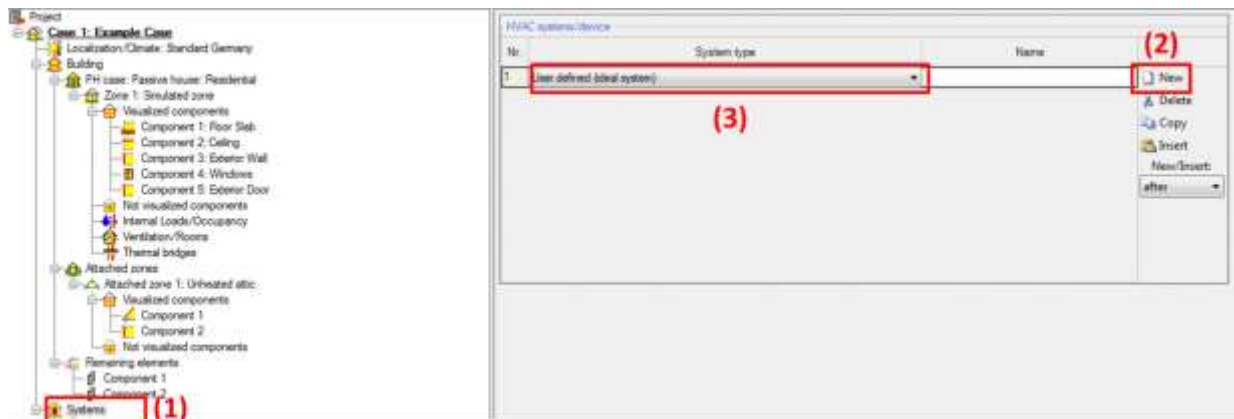 Project
Case 1: Example Case
Localization/Climate: Standard Germany
Building
PH case: Passive house: Residential
Zone 1: Simulated zone
Visualized components
Component 1: Floor Slab
Component 2: Ceiling
Component 3: Exterior Wall
Component 4: Windows
Component 5: Exterior Door
Not visualized components
Internal Loads/Occupancy
Ventilation/Rooms
Thermal bridges
Attached zones
Attached zone 1: Unheated attic
Visualized components
Component 1
Component 2
Not visualized components
Remaining elements
Component 1
Component 2
Systems
(1)
HVAC systems/device
Nr. System type Name
(2)
1 User defined (ideal system)
(3)
New
Delete
Copy
Insert
New/Insert:
after